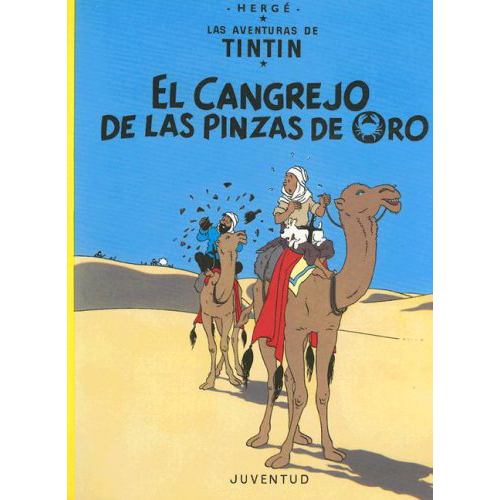 - HERGÉ -
LAS AVENTURAS DE
TINTIN
EL CANGREJO
DE LAS PINZAS DE ORO
JUVENTUD